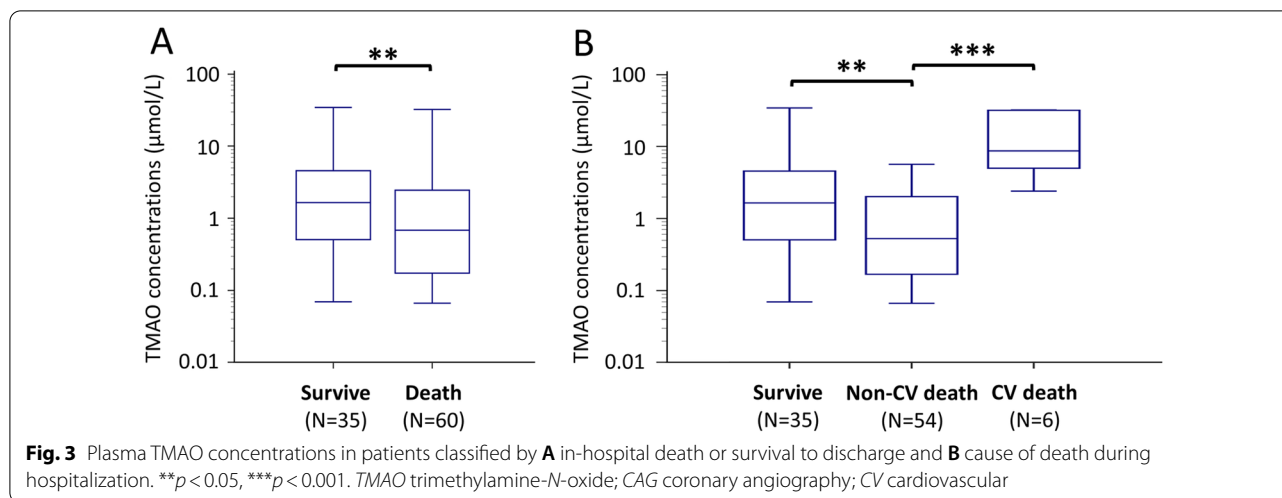 A
**
TMAO concentrations (μmol/L)
100
10
1
0.1
0.01
Survive
(N=35)
Death
(N=60)
B
**
***
TMAO concentrations (μmol/L)
100
10
1
0.1
0.01
Survive
(N=35)
Non-CV death
(N=54)
CV death
(N=6)
Fig. 3 Plasma TMAO concentrations in patients classified by A in-hospital death or survival to discharge and B cause of death during
hospitalization. **p < 0.05, ***p < 0.001. TMAO trimethylamine-N-oxide; CAG coronary angiography; CV cardiovascular